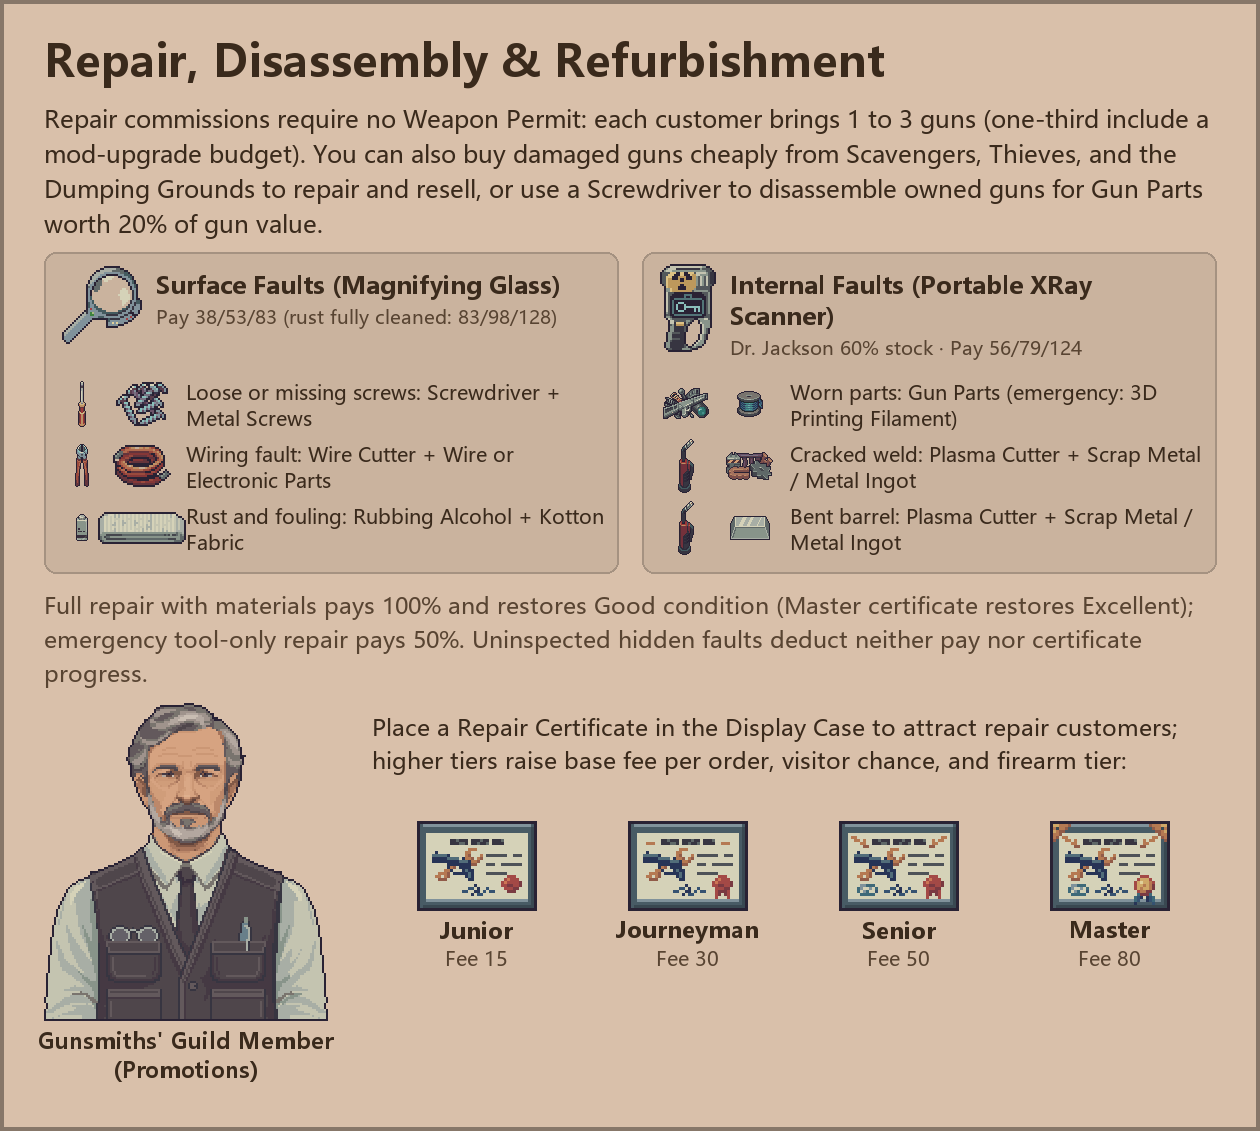 Repair, Disassembly & Refurbishment
Repair commissions require no Weapon Permit: each customer brings 1 to 3 guns (one-third include a
mod-upgrade budget). You can also buy damaged guns cheaply from Scavengers, Thieves, and the
Dumping Grounds to repair and resell, or use a Screwdriver to disassemble owned guns for Gun Parts
worth 20% of gun value.
Surface Faults (Magnifying Glass)
Pay 38/53/83 (rust fully cleaned: 83/98/128)
Loose or missing screws: Screwdriver +
Metal Screws
Wiring fault: Wire Cutter + Wire or
Electronic Parts
Rust and fouling: Rubbing Alcohol + Kotton
Fabric
Internal Faults (Portable XRay
Scanner)
Dr. Jackson 60% stock · Pay 56/79/124
Worn parts: Gun Parts (emergency: 3D
Printing Filament)
Cracked weld: Plasma Cutter + Scrap Metal
/ Metal Ingot
Bent barrel: Plasma Cutter + Scrap Metal /
Metal Ingot
Full repair with materials pays 100% and restores Good condition (Master certificate restores Excellent);
emergency tool-only repair pays 50%. Uninspected hidden faults deduct neither pay nor certificate
progress.
Gunsmiths' Guild Member
(Promotions)
Place a Repair Certificate in the Display Case to attract repair customers;
higher tiers raise base fee per order, visitor chance, and firearm tier:
Junior
Fee 15
Journeyman
Fee 30
Senior
Fee 50
Master
Fee 80